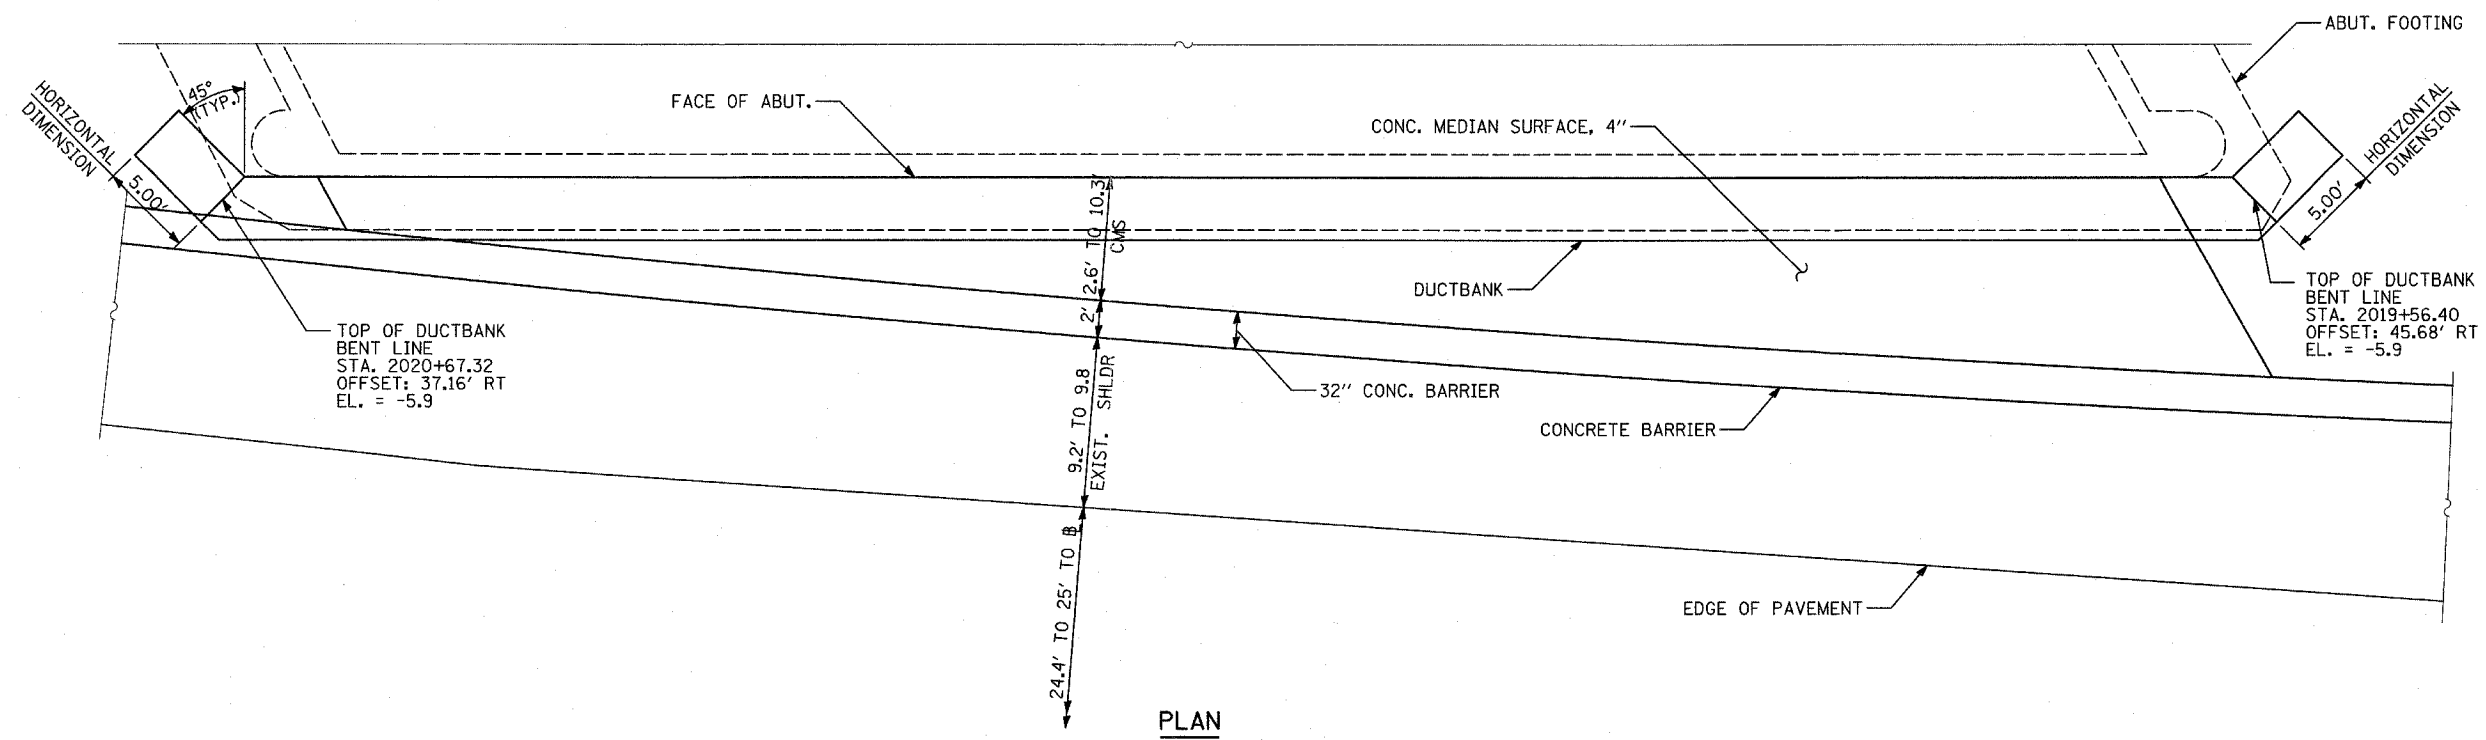 ABUT. FOOTING
HORIZONTAL
DIMENSION
5.00'
45°
(TYP.)
FACE OF ABUT.
CONC. MEDIAN SURFACE, 4"
HORIZONTAL
DIMENSION
5.00'
2.6' TO 10.3'
CMS
2'
9.2' TO 9.8
EXIST. SHLDR
24.4' TO 25' TO ℄
DUCTBANK
TOP OF DUCTBANK
BENT LINE
STA. 2020+67.32
OFFSET: 37.16' RT
EL. = -5.9
TOP OF DUCTBANK
BENT LINE
STA. 2019+56.40
OFFSET: 45.68' RT
EL. = -5.9
32" CONC. BARRIER
CONCRETE BARRIER
EDGE OF PAVEMENT
PLAN